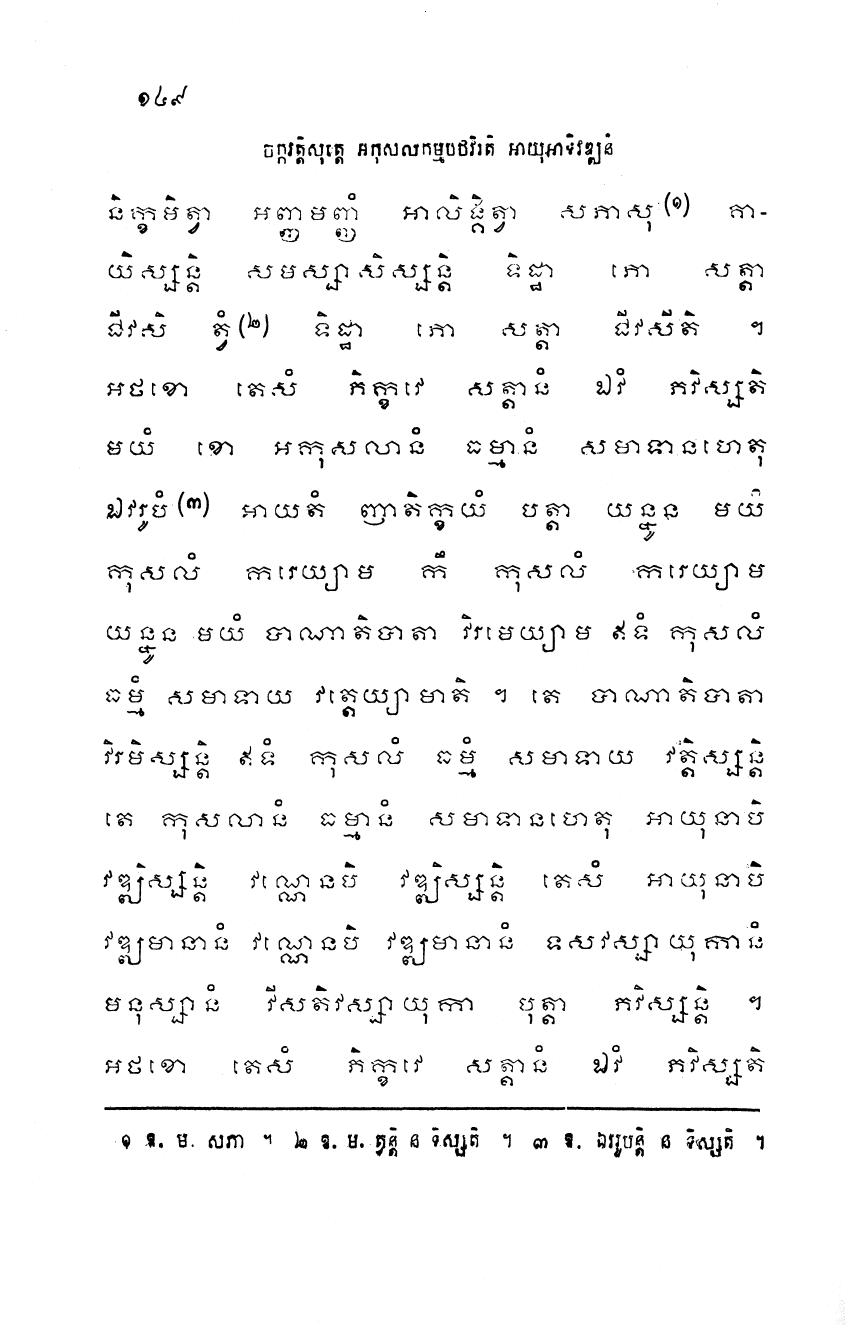 ១៤៩
ចក្កវត្តិសុត្តេ អកុសលកម្មបថវិរតិ អាយុអាទិវឌ្ឍនំ
និក្ខមិត្វា អញ្ញមញ្ញំ អាលិង្គិត្វា សភាសុ (១) គា-
យិស្សន្តិ សមស្សាសិស្សន្តិ ទិដ្ឋា ភោ សត្តា
ជីវសិ ត្វំ (២) ទិដ្ឋា ភោ សត្តា ជីវសីតិ ។
អថខោ តេសំ ភិក្ខវេ សត្តានំ ឯវំ ភវិស្សតិ
មយំ ខោ អកុសលានំ ធម្មានំ សមាទានហេតុ
ឯវរូបំ (៣) អាយតំ ញាតិក្ខយំ បត្តា យន្នូន មយំ
កុសលំ ករេយ្យាម កឹ កុសលំ ករេយ្យាម
យន្នូន មយំ បាណាតិបាតា វិរមេយ្យាម ឥទំ កុសលំ
ធម្មំ សមាទាយ វត្តេយ្យាមាតិ ។ តេ បាណាតិបាតា
វិរមិស្សន្តិ ឥទំ កុសលំ ធម្មំ សមាទាយ វត្តិស្សន្តិ
តេ កុសលានំ ធម្មានំ សមាទានហេតុ អាយុនាបិ
វឌ្ឍិស្សន្តិ វណ្ណេនបិ វឌ្ឍិស្សន្តិ តេសំ អាយុនាបិ
វឌ្ឍមានានំ វណ្ណេនបិ វឌ្ឍមានានំ ទសវស្សាយុកានំ
មនុស្សានំ វីសតិវស្សាយុកា បុត្តា ភវិស្សន្តិ ។
អថខោ តេសំ ភិក្ខវេ សត្តានំ ឯវំ ភវិស្សតិ
១ ឱ. ម. សភា ។ ២ ឱ. ម. ត្វន្តិ ន ទិស្សតិ ។ ៣ ឱ. ឯវរូបន្តិ ន ទិស្សតិ ។